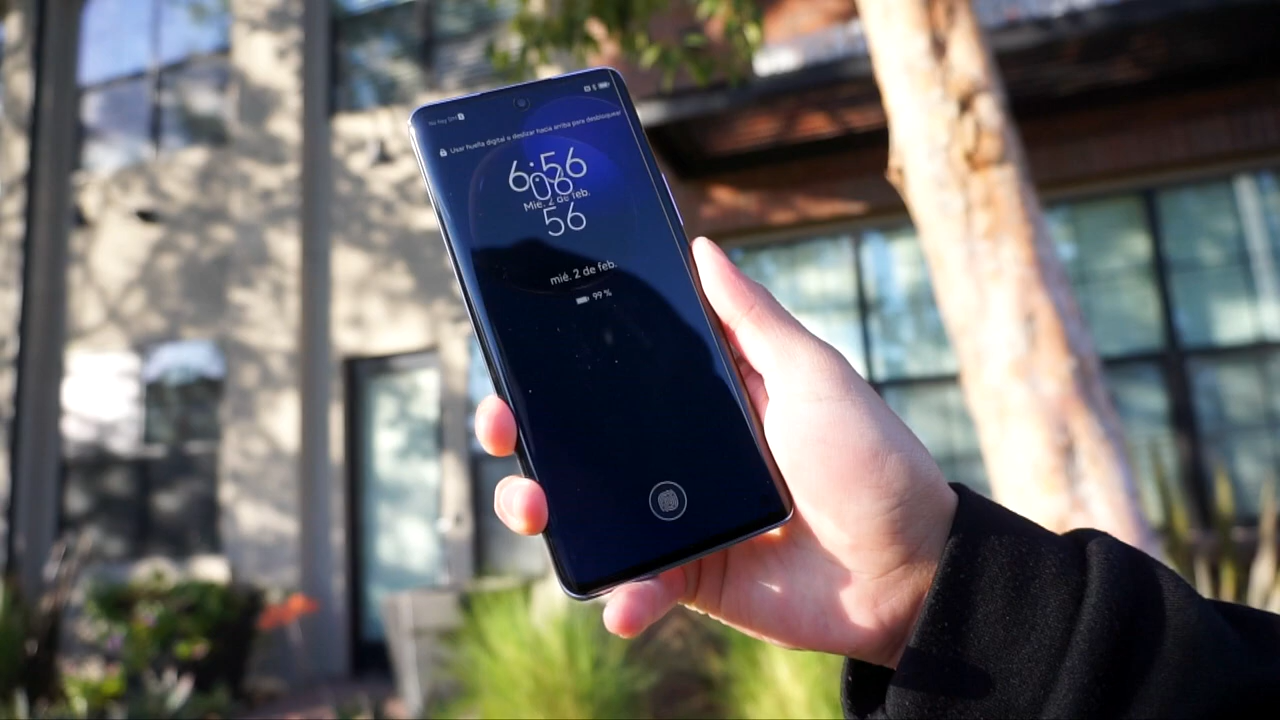 Usar huella digital o deslizar hacia arriba para desbloquear
6:56
08
Mié. 2 de feb.
56
mié. 2 de feb.
99 %